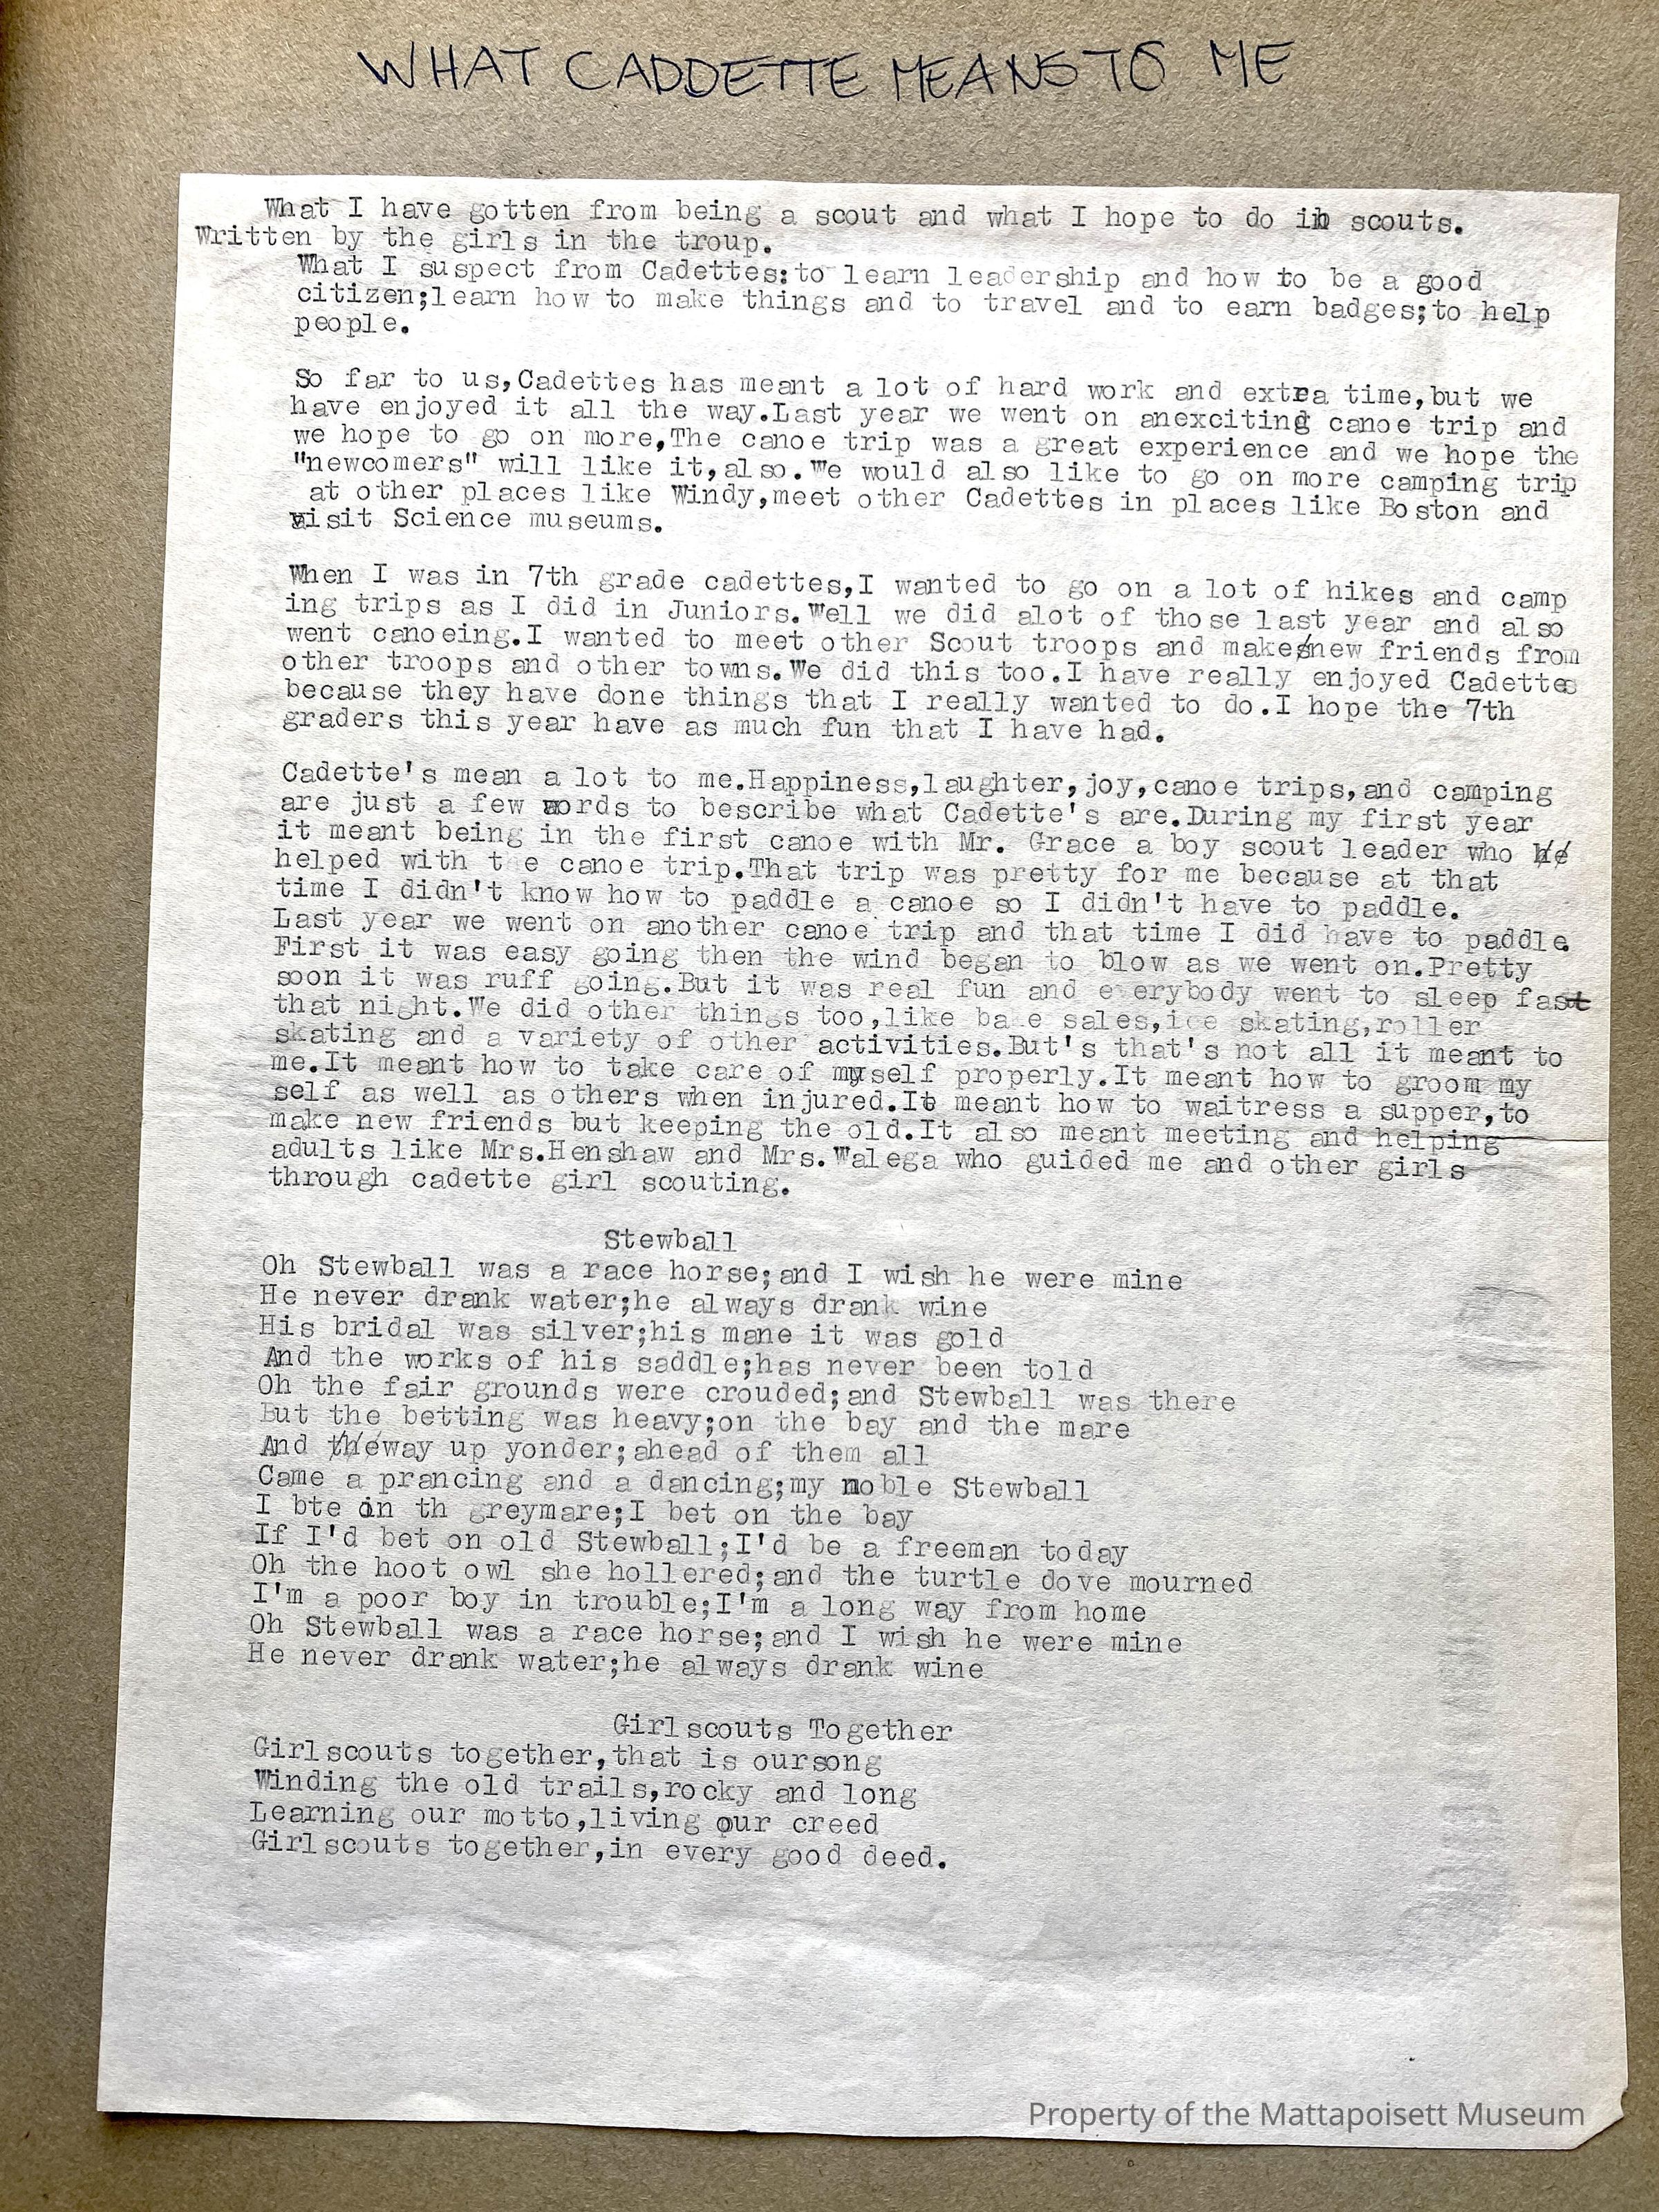 WHAT CADDETTE MEANS TO ME
What I have gotten from being a scout and what I hope to do in scouts.
Written by the girls in the troup.
What I suspect from Cadettes:to learn leadership and how to be a good
citizen;learn how to make things and to travel and to earn badges;to help
people.
So far to us,Cadettes has meant a lot of hard work and extra time,but we
have enjoyed it all the way.Last year we went on anexciting canoe trip and
we hope to go on more,The canoe trip was a great experience and we hope the
"newcomers" will like it,also.We would also like to go on more camping trip
at other places like Windy,meet other Cadettes in places like Boston and
visit Science museums.
When I was in 7th grade cadettes,I wanted to go on a lot of hikes and camp
ing trips as I did in Juniors.Well we did alot of those last year and also
went canoeing.I wanted to meet other Scout troops and make new friends from
other troops and other towns.We did this too.I have really enjoyed Cadettes
because they have done things that I really wanted to do.I hope the 7th
graders this year have as much fun that I have had.
Cadette's mean a lot to me.Happiness,laughter,joy,canoe trips,and camping
are just a few words to bescribe what Cadette's are.During my first year
it meant being in the first canoe with Mr. Grace a boy scout leader who he
helped with t e canoe trip.That trip was pretty for me because at that
time I didn't know how to paddle a canoe so I didn't have to paddle.
Last year we went on another canoe trip and that time I did have to paddle.
First it was easy going then the wind began to blow as we went on.Pretty
soon it was ruff going.But it was real fun and everybody went to sleep fast
that night.We did other things too,like bake sales,ice skating,roller
skating and a variety of other activities.But's that's not all it meant to
me.It meant how to take care of myself properly.It meant how to groom my
self as well as others when injured.It meant how to waitress a supper,to
make new friends but keeping the old.It also meant meeting and helping
adults like Mrs.Henshaw and Mrs.Walega who guided me and other girls
through cadette girl scouting.
Stewball
Oh Stewball was a race horse;and I wish he were mine
He never drank water;he always drank wine
His bridal was silver;his mane it was gold
And the works of his saddle;has never been told
Oh the fair grounds were crouded;and Stewball was there
But the betting was heavy;on the bay and the mare
And the way up yonder;ahead of them all
Came a prancing and a dancing;my noble Stewball
I bte on th greymare;I bet on the bay
If I'd bet on old Stewball;I'd be a freeman today
Oh the hoot owl she hollered;and the turtle dove mourned
I'm a poor boy in trouble;I'm a long way from home
Oh Stewball was a race horse;and I wish he were mine
He never drank water;he always drank wine
Girlscouts Together
Girlscouts together,that is oursong
Winding the old trails,rocky and long
Learning our motto,living our creed
Girlscouts together,in every good deed.
Property of the Mattapoisett Museum